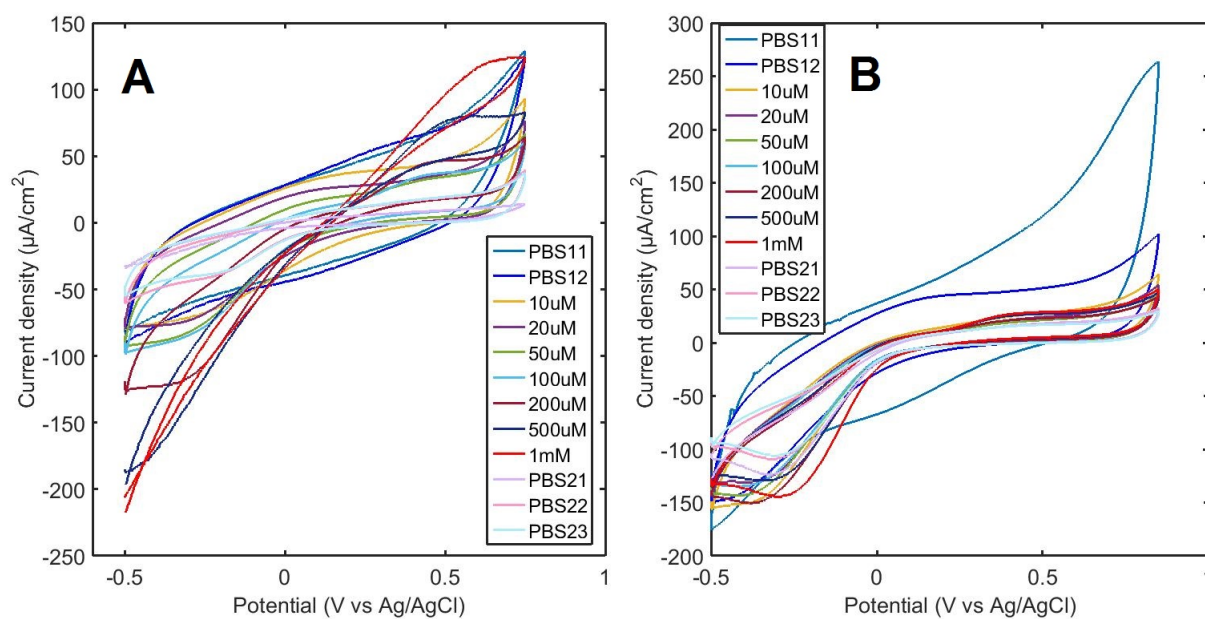 A
150
100
50
0
-50
-100
-150
-200
-250
-0.5
0
0.5
1
Current density (µA/cm²)
Potential (V vs Ag/AgCl)
PBS11
PBS12
10uM
20uM
50uM
100uM
200uM
500uM
1mM
PBS21
PBS22
PBS23
B
300
250
200
150
100
50
0
-50
-100
-150
-200
-0.5
0
0.5
1
Current density (µA/cm²)
Potential (V vs Ag/AgCl)
PBS11
PBS12
10uM
20uM
50uM
100uM
200uM
500uM
1mM
PBS21
PBS22
PBS23